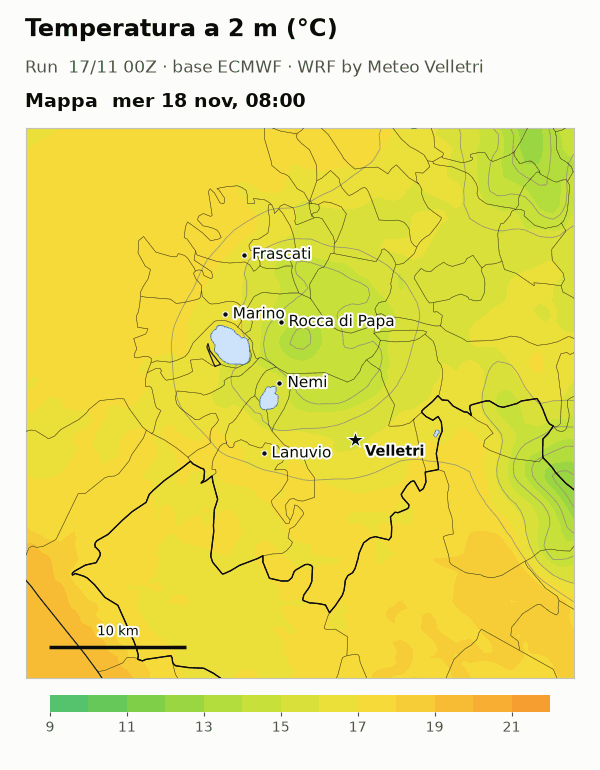 Temperatura a 2 m (°C)
Run  17/11 00Z · base ECMWF · WRF by Meteo Velletri
Mappa  mer 18 nov, 08:00
Frascati
Marino
Rocca di Papa
Nemi
Velletri
Lanuvio
10 km
9 11 13 15 17 19 21